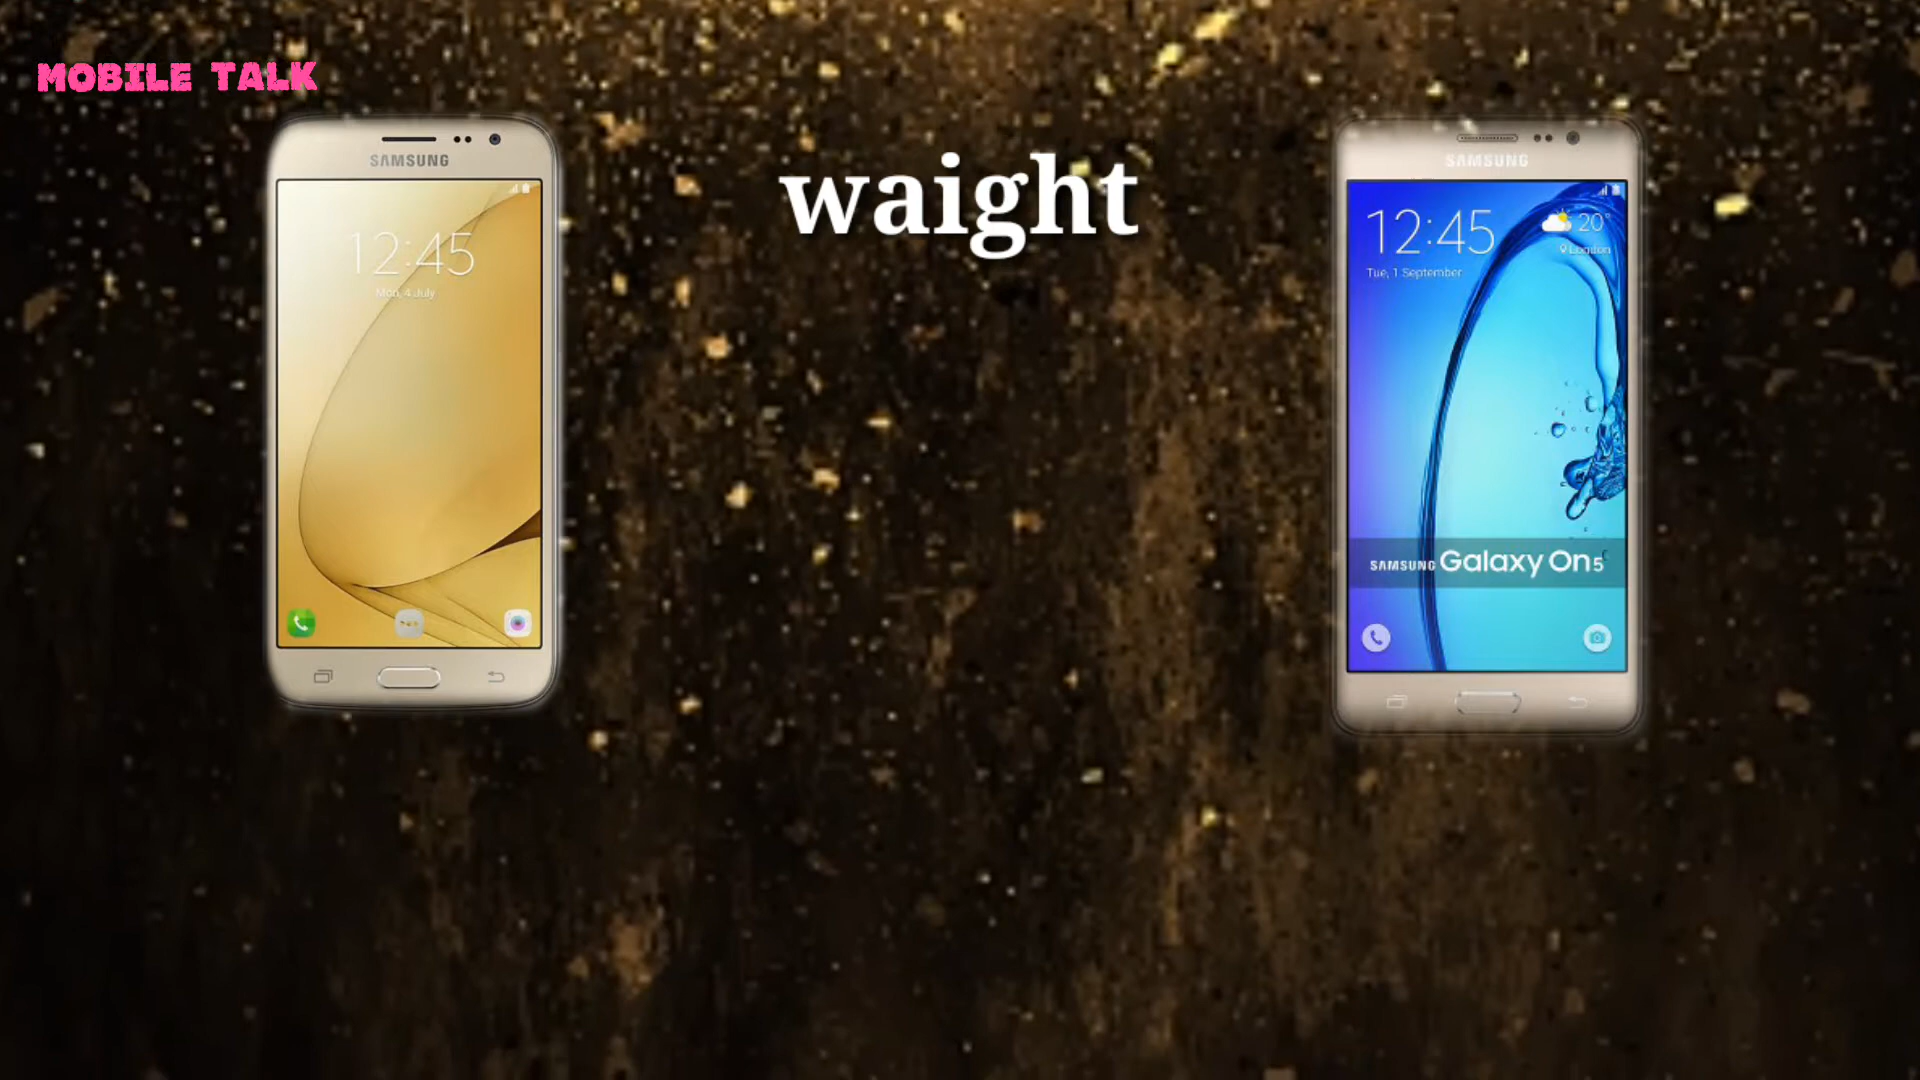 MOBILE TALK
waight
SAMSUNG
12:45
Mon, 4 July
SAMSUNG
12:45
20°
London
Tue, 1 September
SAMSUNG Galaxy On5